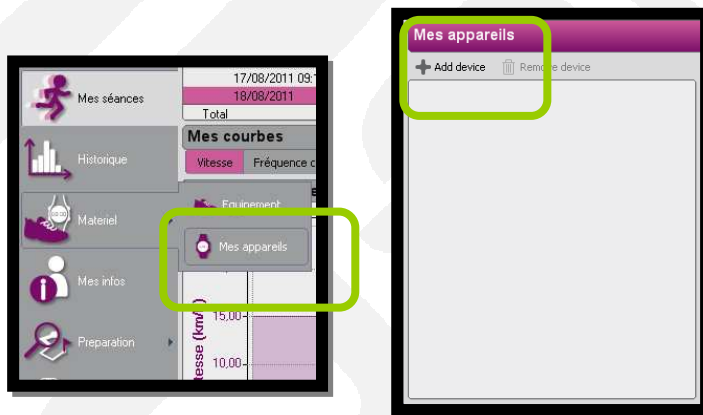 17/08/2011 09:1
18/08/2011
Total
Mes séances
Mes courbes
Vitesse
Fréquence c
Historique
Equipement
Materiel
Mes appareils
Mes infos
15,00
10,00
Preparation
Mes appareils
Add device
Remove device